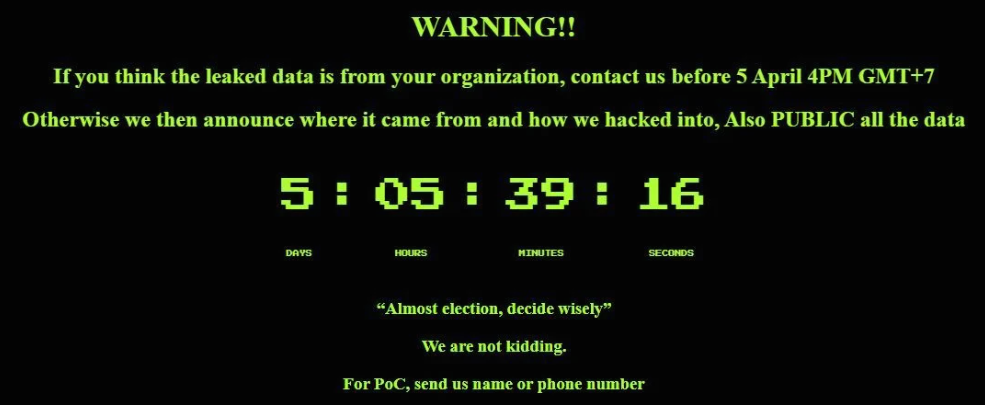 WARNING!!
If you think the leaked data is from your organization, contact us before 5 April 4PM GMT+7
Otherwise we then announce where it came from and how we hacked into, Also PUBLIC all the data
5 : 05 : 39 : 16
DAYS HOURS MINUTES SECONDS
“Almost election, decide wisely”
We are not kidding.
For PoC, send us name or phone number